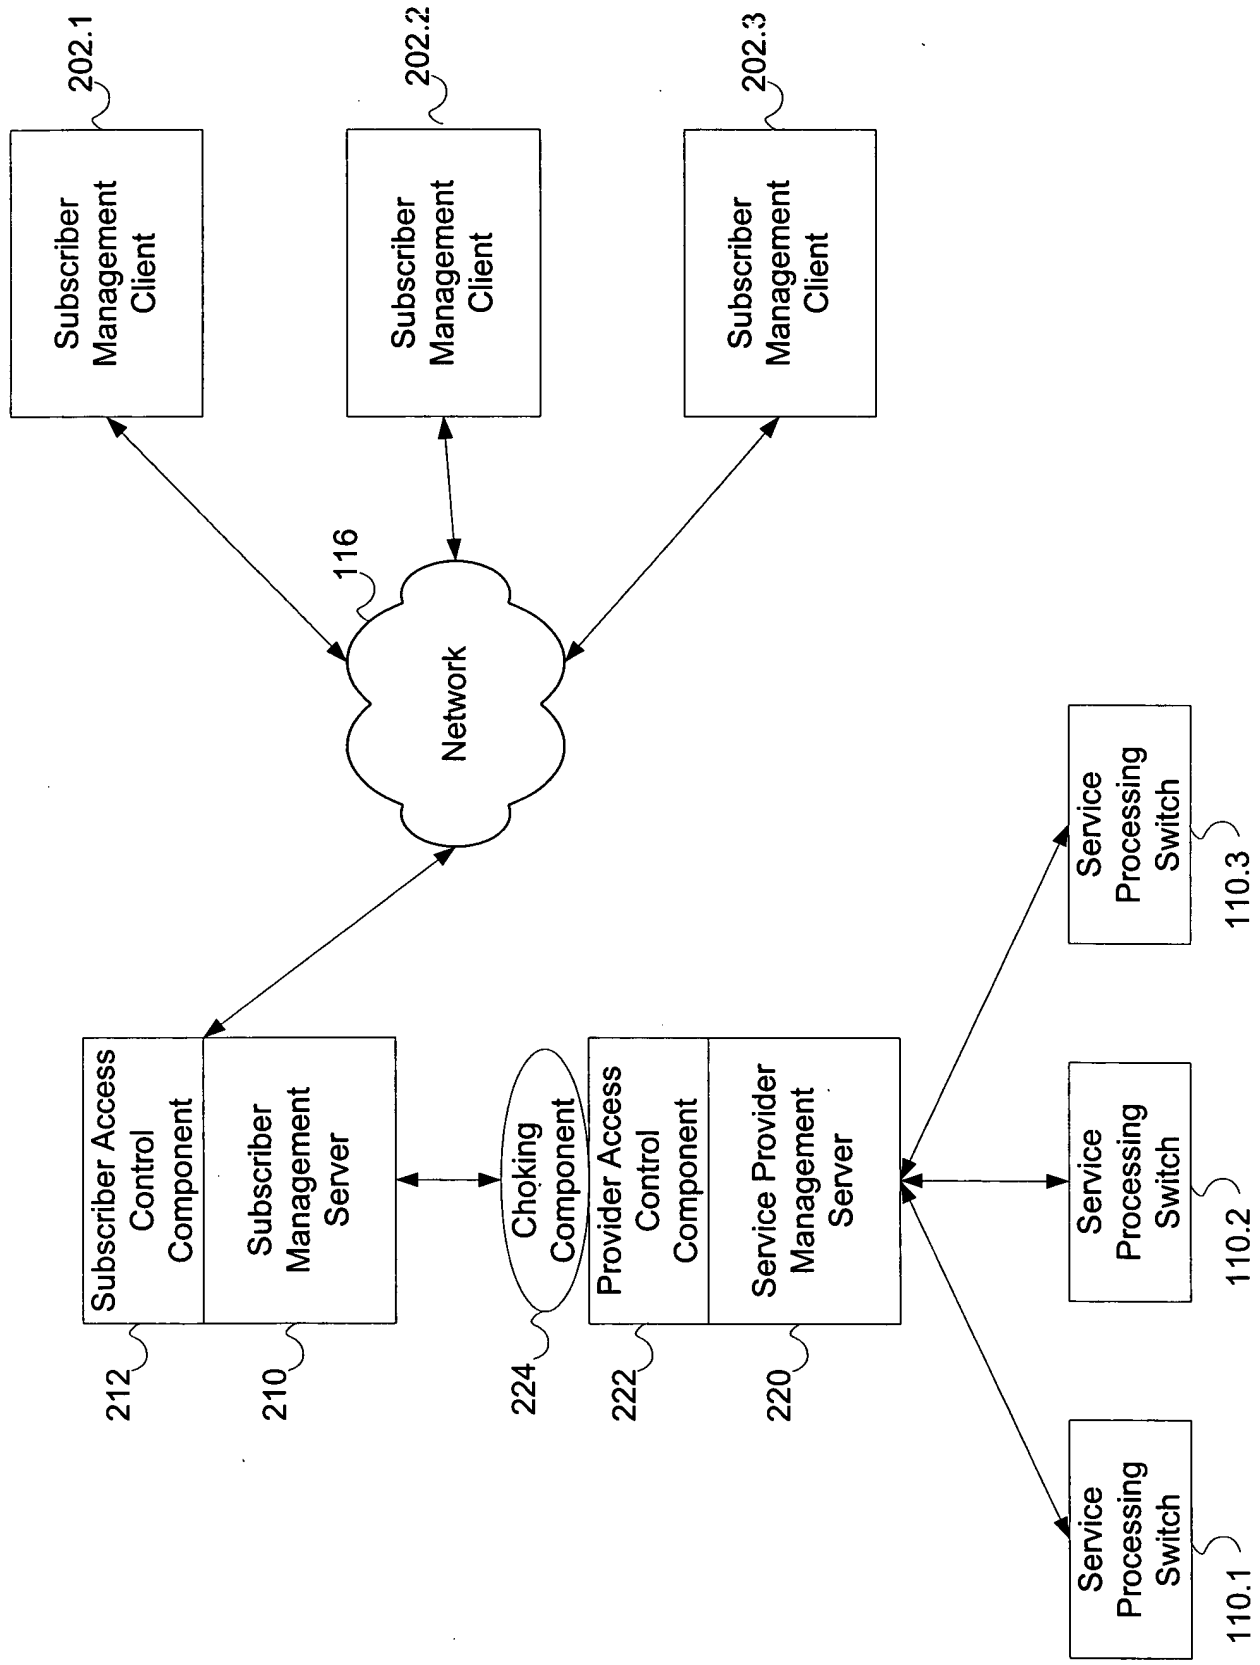 212
Subscriber Access
Control
Component
210
Subscriber
Management
Server
224
Choking
Component
222
Provider Access
Control
Component
220
Service Provider
Management
Server
Service
Processing
Switch
110.1
Service
Processing
Switch
110.2
Service
Processing
Switch
110.3
116
Network
Subscriber
Management
Client
202.1
Subscriber
Management
Client
202.2
Subscriber
Management
Client
202.3